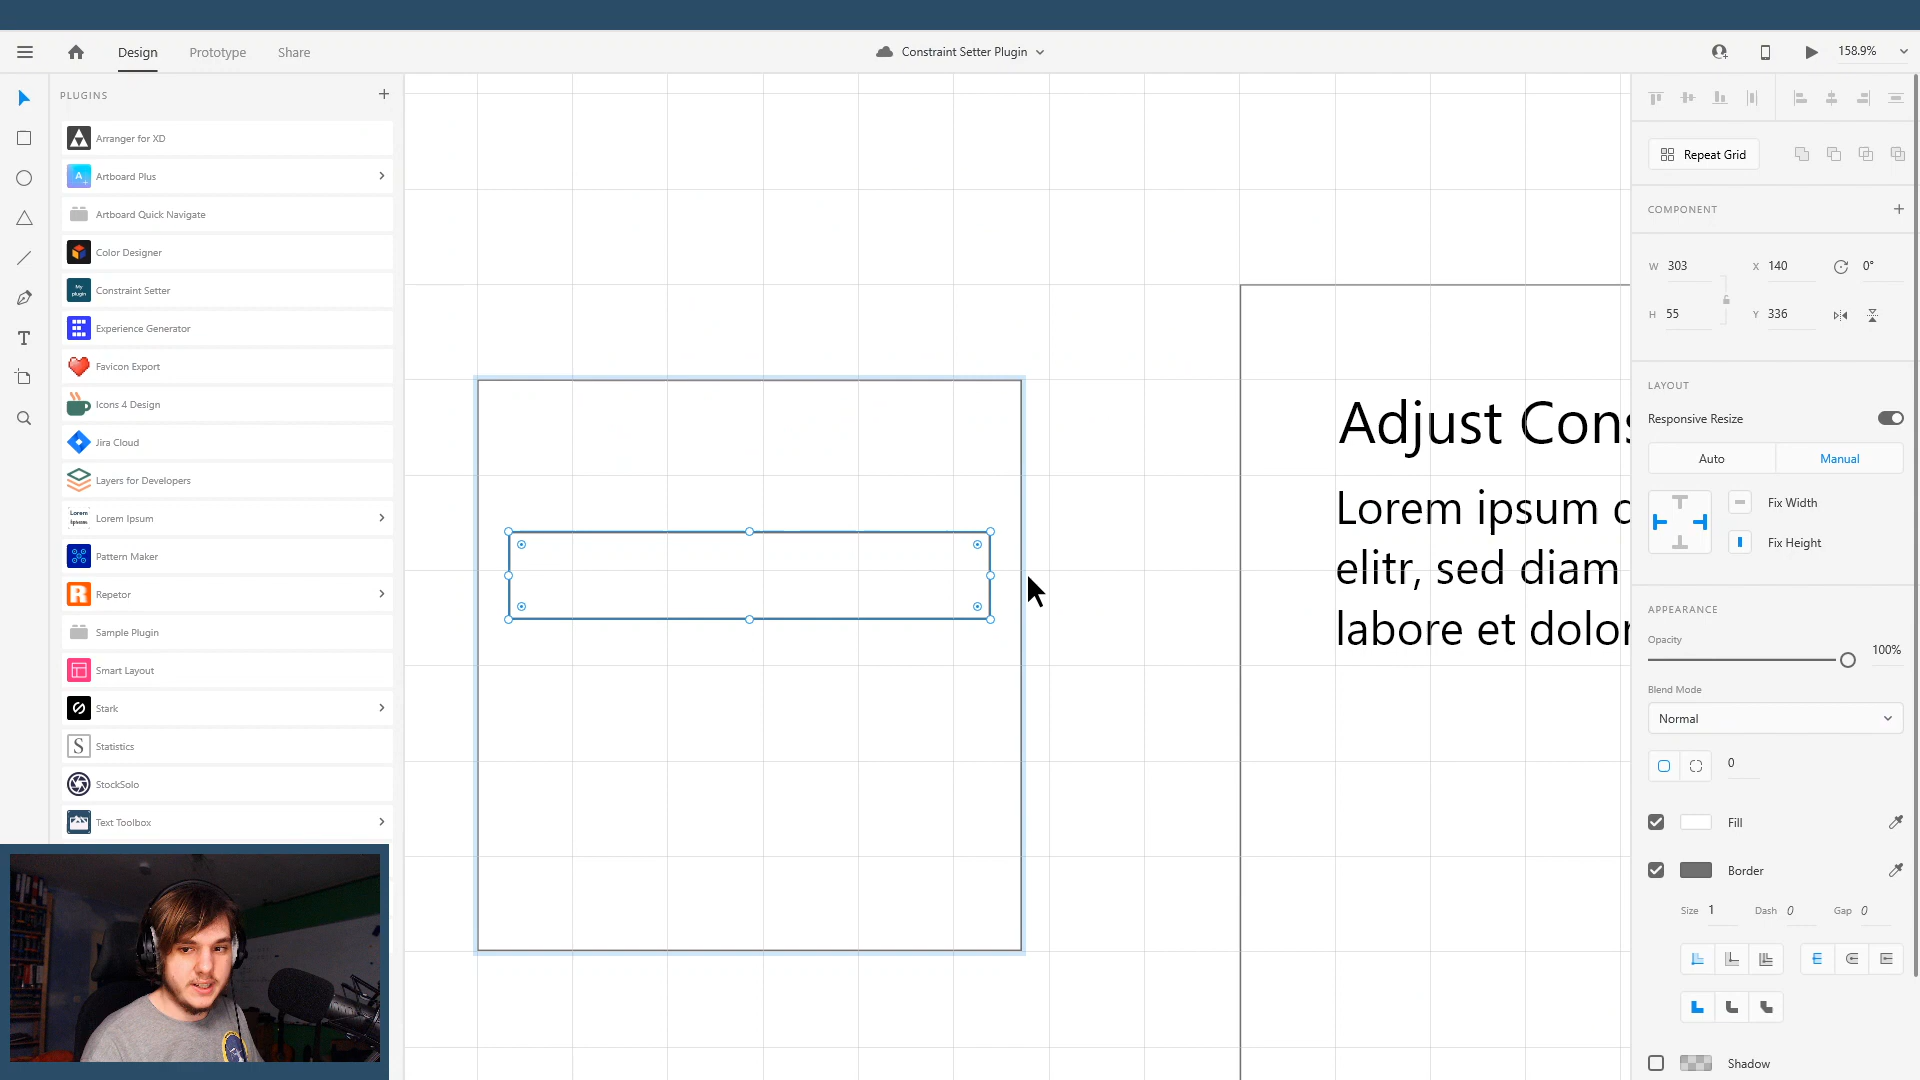 Design
Prototype
Share
Constraint Setter Plugin
158.9%
PLUGINS
Arranger for XD
A
Artboard Plus
Artboard Quick Navigate
Color Designer
My plugin
Constraint Setter
Experience Generator
Favicon Export
Icons 4 Design
Jira Cloud
Layers for Developers
Lorem Ipsum
Lorem Ipsum
Pattern Maker
R
Repetor
Sample Plugin
Smart Layout
Stark
S
Statistics
StockSolo
Text Toolbox
Adjust Cons
Lorem ipsum d
elitr, sed diam
labore et dolor
Repeat Grid
COMPONENT
W 303
X 140
0°
H 55
Y 336
LAYOUT
Responsive Resize
Auto
Manual
Fix Width
Fix Height
APPEARANCE
Opacity
100%
Blend Mode
Normal
0
Fill
Border
Size 1
Dash 0
Gap 0
Shadow